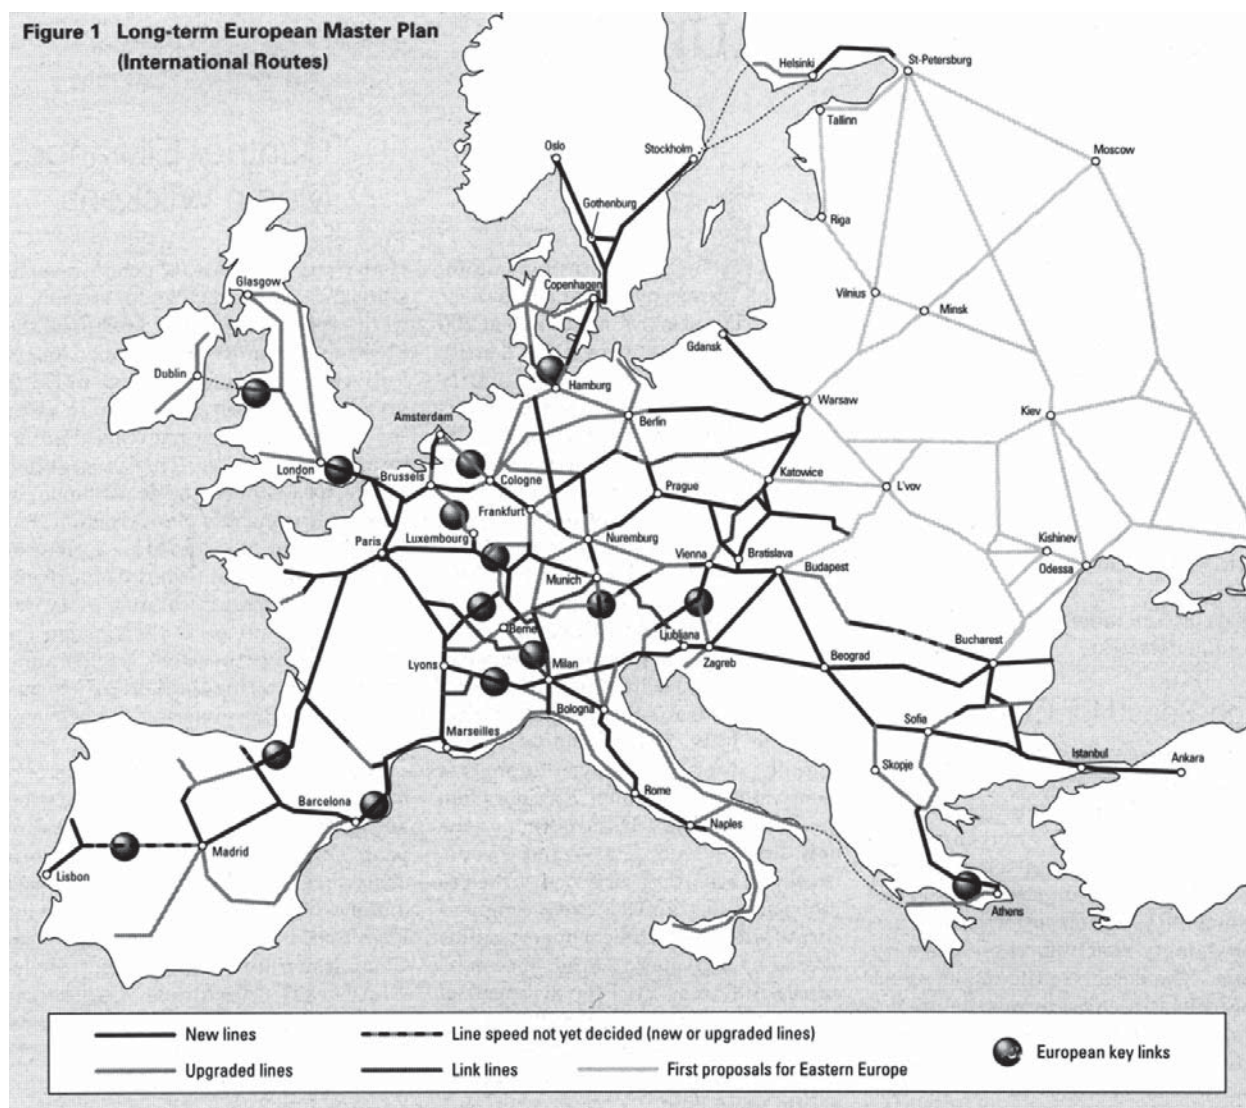 Figure 1 Long-term European Master Plan
(International Routes)
Helsinki
St-Petersburg
Tallinn
Oslo
Stockholm
Moscow
Gothenburg
Riga
Glasgow
Copenhagen
Vilnius
Minsk
Gdansk
Dublin
Hamburg
Warsaw
Amsterdam
Berlin
Kiev
London
Brussels
Cologne
Katowice
L'vov
Prague
Frankfurt
Paris
Luxembourg
Nuremburg
Kishinev
Vienna
Bratislava
Odessa
Munich
Budapest
Berne
Ljubljana
Bucharest
Lyons
Milan
Zagreb
Beograd
Bologna
Sofia
Marseilles
Istanbul
Ankara
Skopje
Rome
Barcelona
Naples
Madrid
Lisbon
Athens
New lines
Line speed not yet decided (new or upgraded lines)
European key links
Upgraded lines
Link lines
First proposals for Eastern Europe